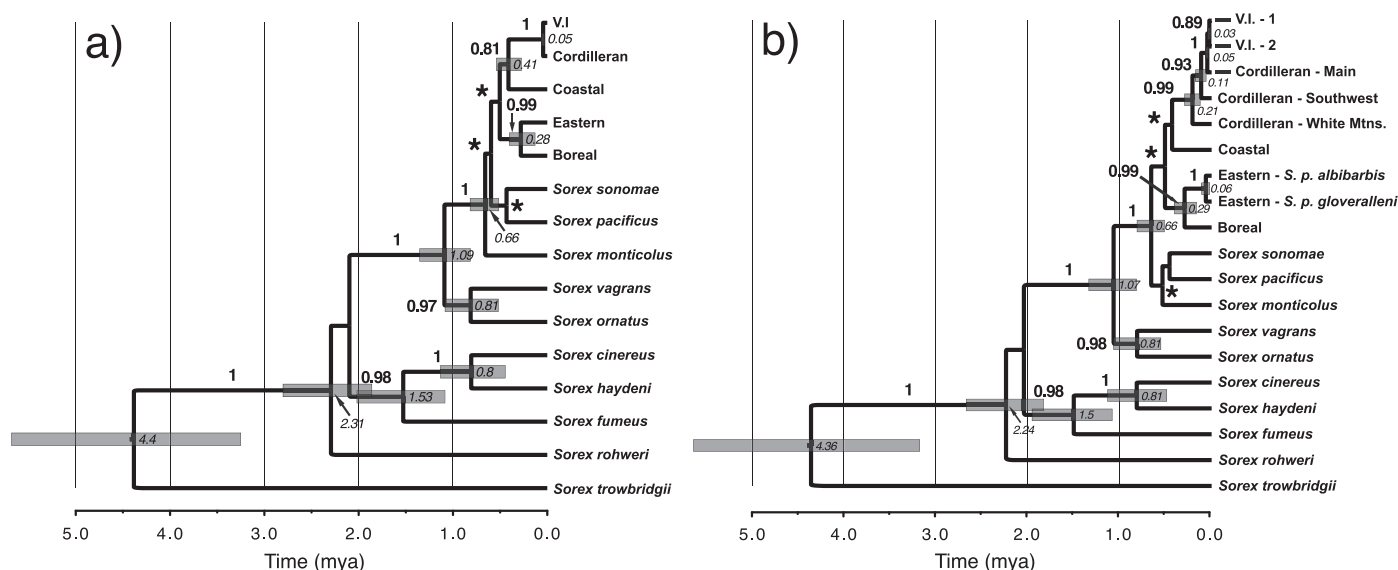 a)
V.I
1
0.05
Cordilleran
0.81
0.41
*
Coastal
0.99
Eastern
0.28
*
Boreal
1
Sorex sonomae
*
Sorex pacificus
0.66
1
Sorex monticolus
1.09
Sorex vagrans
0.97
0.81
Sorex ornatus
1
Sorex cinereus
0.8
0.98
Sorex haydeni
1
1.53
2.31
Sorex fumeus
4.4
Sorex rohweri
Sorex trowbridgii
5.0 4.0 3.0 2.0 1.0 0.0
Time (mya)
b)
0.89
V.I. - 1
0.03
1
V.I. - 2
0.05
0.93
Cordilleran - Main
0.11
0.99
Cordilleran - Southwest
0.21
*
Cordilleran - White Mtns.
*
Coastal
0.99
1
Eastern - S. p. albibarbis
0.06
Eastern - S. p. gloveralleni
0.29
1
0.66
Boreal
Sorex sonomae
1
Sorex pacificus
1.07
*
Sorex monticolus
Sorex vagrans
0.98
0.81
Sorex ornatus
1
Sorex cinereus
0.98
0.81
1
Sorex haydeni
1.5
2.24
Sorex fumeus
4.36
Sorex rohweri
Sorex trowbridgii
5.0 4.0 3.0 2.0 1.0 0.0
Time (mya)